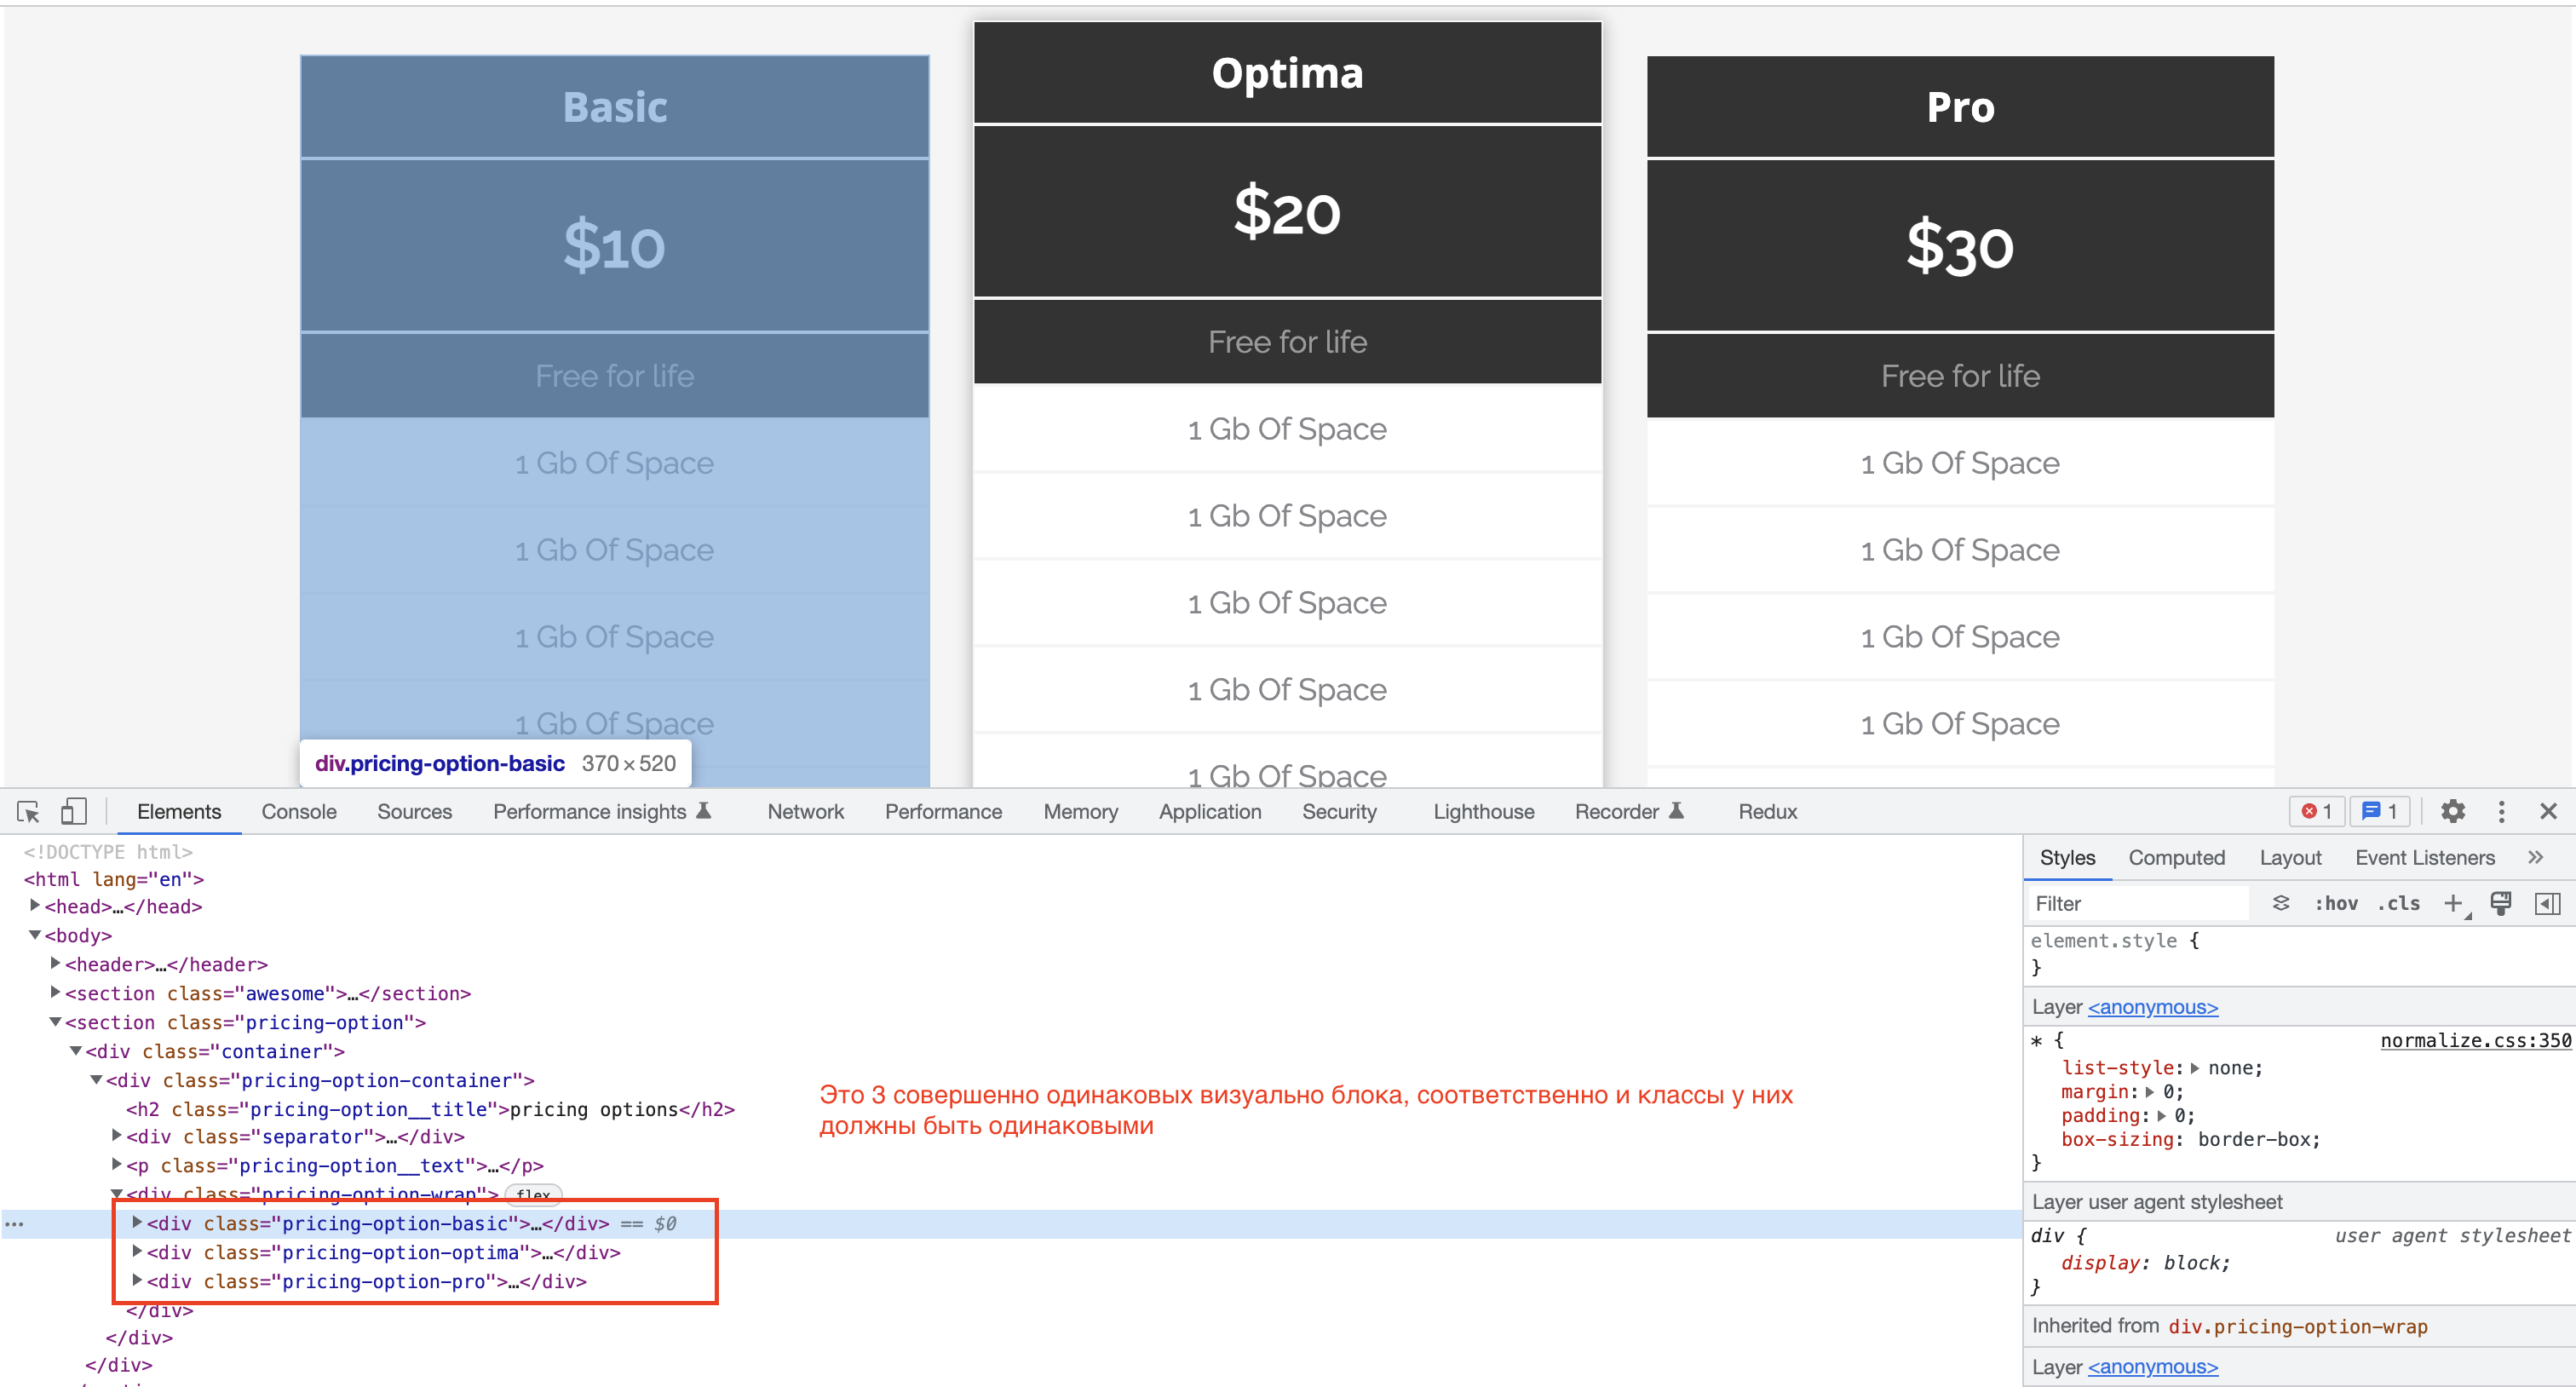 Basic
Optima
Pro
$10
$20
$30
Free for life
Free for life
Free for life
1 Gb Of Space
1 Gb Of Space
1 Gb Of Space
1 Gb Of Space
1 Gb Of Space
1 Gb Of Space
1 Gb Of Space
1 Gb Of Space
1 Gb Of Space
1 Gb Of Space
1 Gb Of Space
1 Gb Of Space
1 Gb Of Space
div.pricing-option-basic 370×520
Elements Console Sources Performance insights Network Performance Memory Application Security Lighthouse Recorder Redux 1 1
<!DOCTYPE html>
<html lang="en">
<head>…</head>
<body>
<header>…</header>
<section class="awesome">…</section>
<section class="pricing-option">
<div class="container">
<div class="pricing-option-container">
<h2 class="pricing-option__title">pricing options</h2>
<div class="separator">…</div>
<p class="pricing-option__text">…</p>
<div class="pricing-option-wrap"> flex
<div class="pricing-option-basic">…</div> == $0
<div class="pricing-option-optima">…</div>
<div class="pricing-option-pro">…</div>
</div>
</div>
</div>
Это 3 совершенно одинаковых визуально блока, соответственно и классы у них
должны быть одинаковыми
Styles Computed Layout Event Listeners »
Filter :hov .cls +
element.style {
}
Layer <anonymous>
* { normalize.css:350
list-style: none;
margin: 0;
padding: 0;
box-sizing: border-box;
}
Layer user agent stylesheet
div { user agent stylesheet
display: block;
}
Inherited from div.pricing-option-wrap
Layer <anonymous>